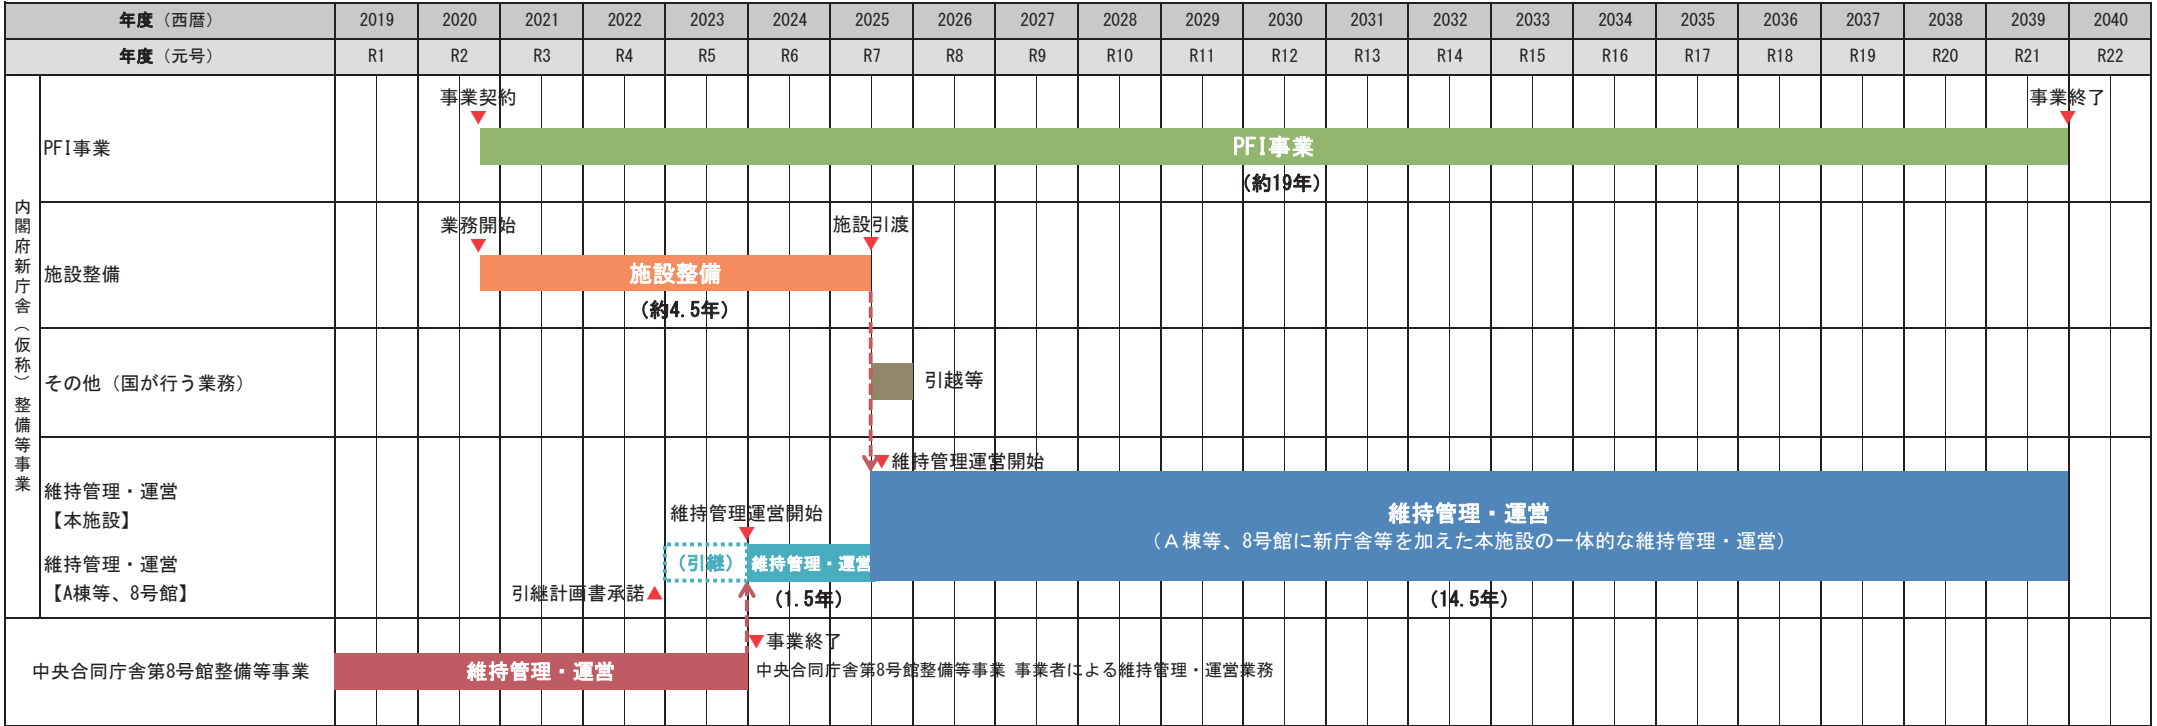 年度（西暦） 2019 2020 2021 2022 2023 2024 2025 2026 2027 2028 2029 2030 2031 2032 2033 2034 2035 2036 2037 2038 2039 2040
年度（元号） R1 R2 R3 R4 R5 R6 R7 R8 R9 R10 R11 R12 R13 R14 R15 R16 R17 R18 R19 R20 R21 R22
内閣府新庁舎（仮称）整備等事業
PFI事業
事業契約
事業終了
PFI事業
（約19年）
施設整備
業務開始
施設引渡
施設整備
（約4.5年）
その他（国が行う業務）
引越等
維持管理・運営
【本施設】
維持管理運営開始
維持管理・運営
（Ａ棟等、8号館に新庁舎等を加えた本施設の一体的な維持管理・運営）
（14.5年）
維持管理・運営
【A棟等、8号館】
維持管理運営開始
（引継）
維持管理・運営
引継計画書承諾
（1.5年）
中央合同庁舎第8号館整備等事業
事業終了
維持管理・運営
中央合同庁舎第8号館整備等事業 事業者による維持管理・運営業務